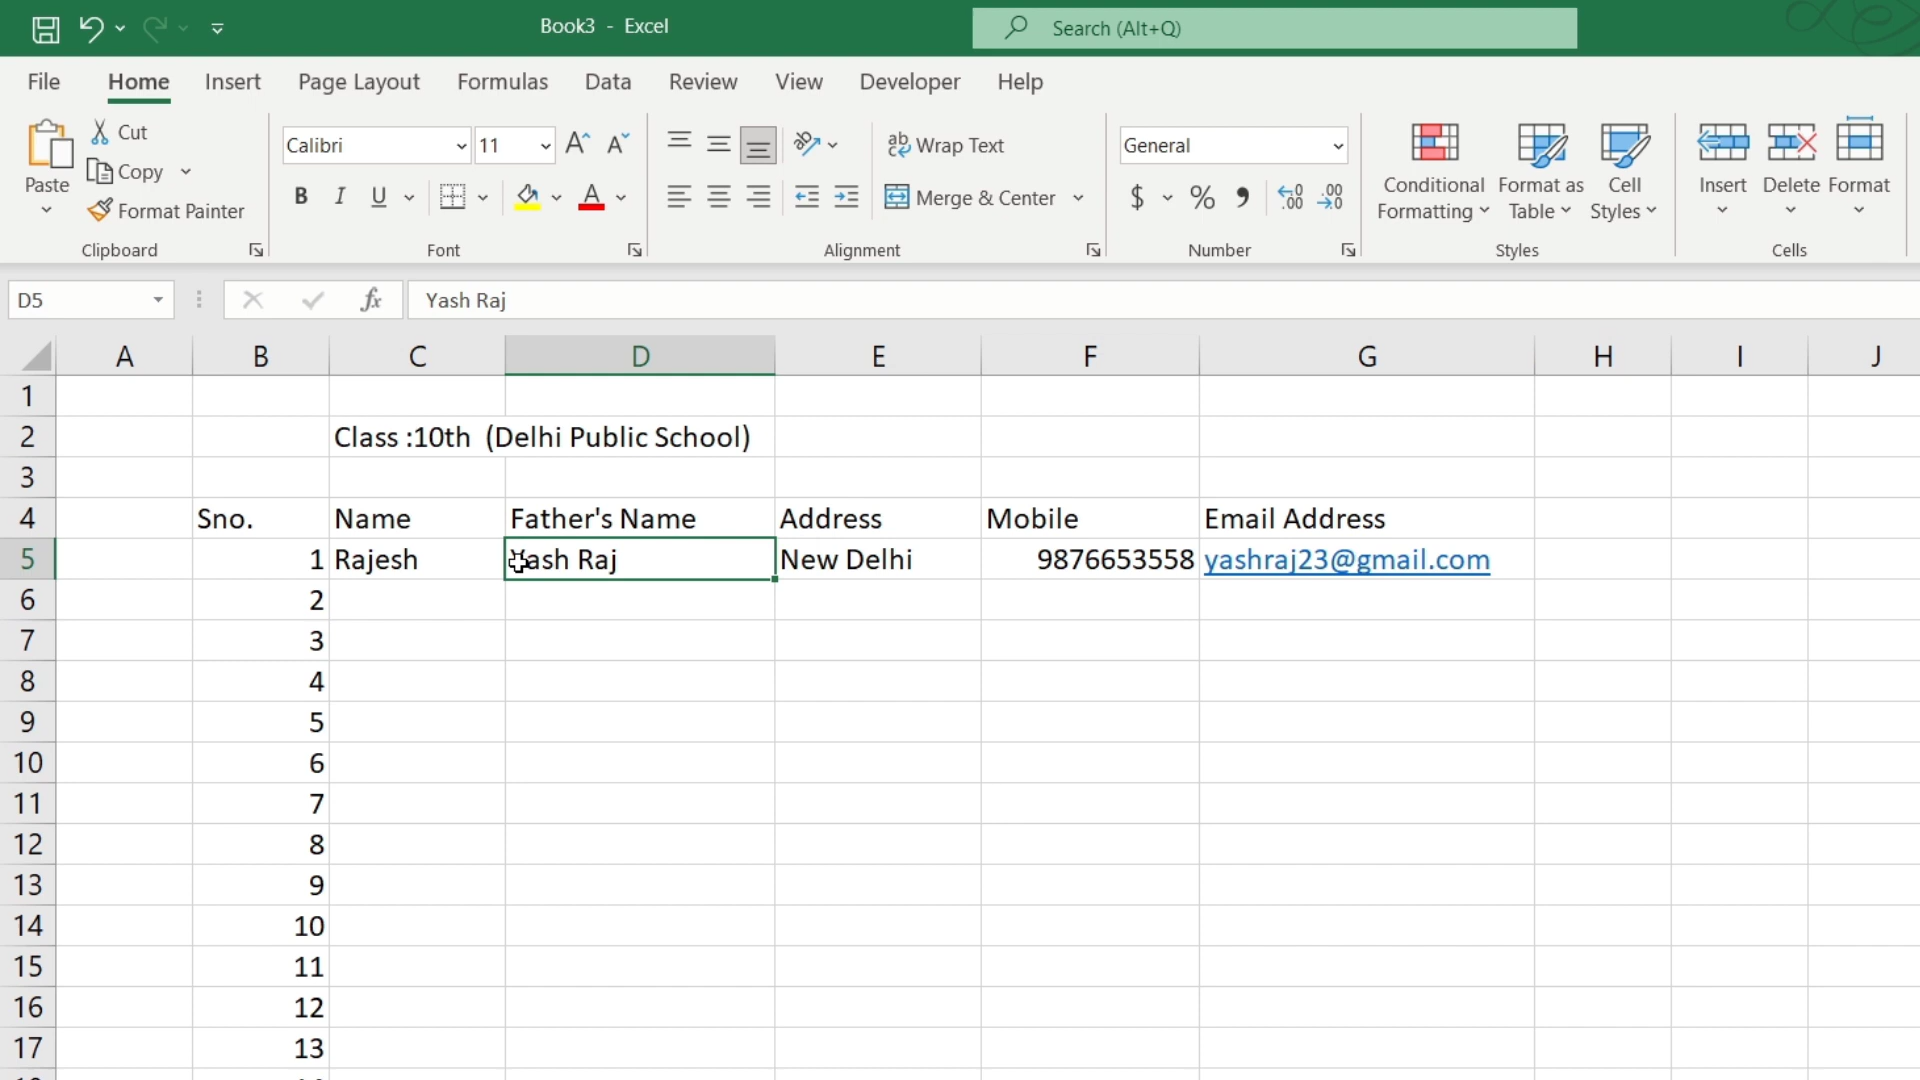 Book3 - Excel
Search (Alt+Q)
File Home Insert Page Layout Formulas Data Review View Developer Help
Paste
Cut
Copy
Format Painter
Clipboard
Calibri 11
B I U A
Font
Wrap Text
Merge & Center
Alignment
General
$ % , .00 .00
Number
Conditional Formatting
Format as Table
Cell Styles
Styles
Insert Delete Format
Cells
D5 fx Yash Raj
A B C D E F G H I J
1
2 Class :10th (Delhi Public School)
3
4 Sno. Name Father's Name Address Mobile Email Address
5 1 Rajesh Yash Raj New Delhi 9876653558 yashraj23@gmail.com
6 2
7 3
8 4
9 5
10 6
11 7
12 8
13 9
14 10
15 11
16 12
17 13